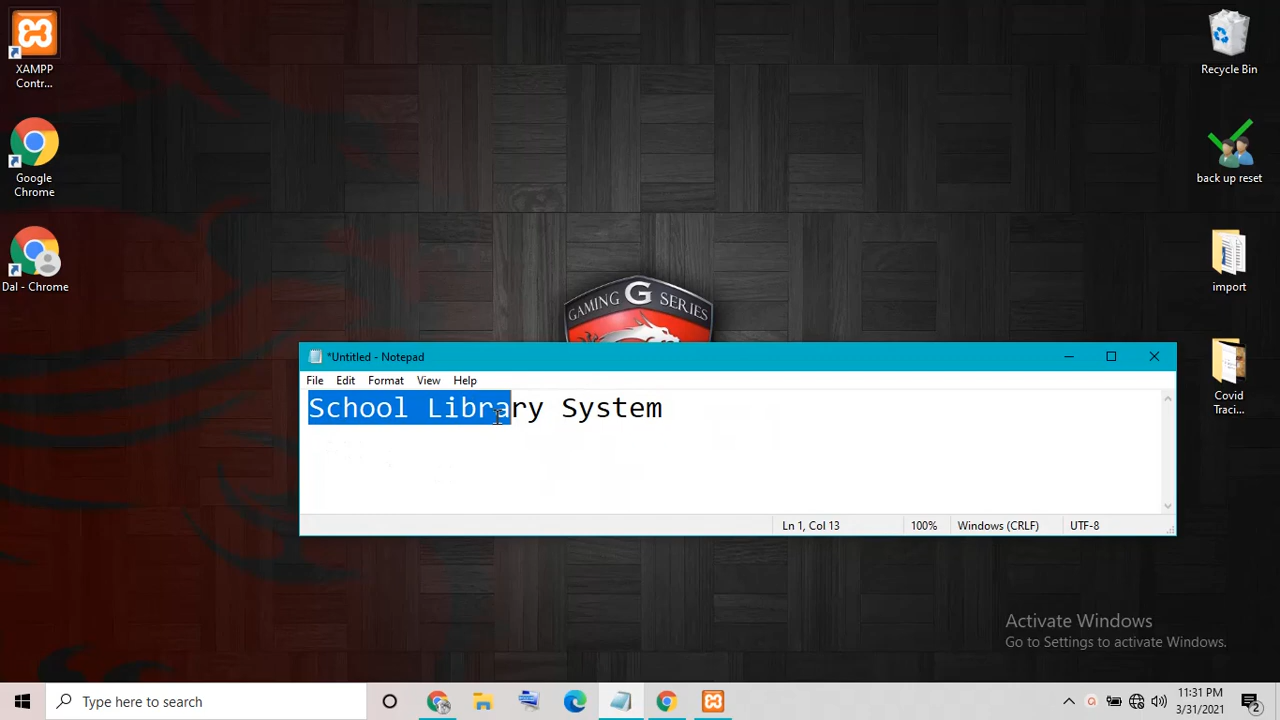 XAMPP
Contr...
Google
Chrome
Dal - Chrome
Recycle Bin
back up reset
import
Covid
Traci...
GAMING G SERIES
*Untitled - Notepad
File Edit Format View Help
School Library System
Ln 1, Col 13
100%
Windows (CRLF)
UTF-8
Activate Windows
Go to Settings to activate Windows.
Type here to search
11:31 PM
3/31/2021
2